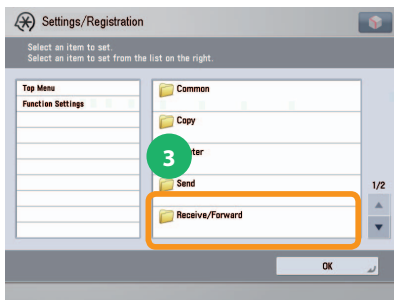 Settings/Registration
Select an item to set.
Select an item to set from the list on the right.
Top Menu
Function Settings
Common
Copy
3
ter
Send
1/2
Receive/Forward
OK